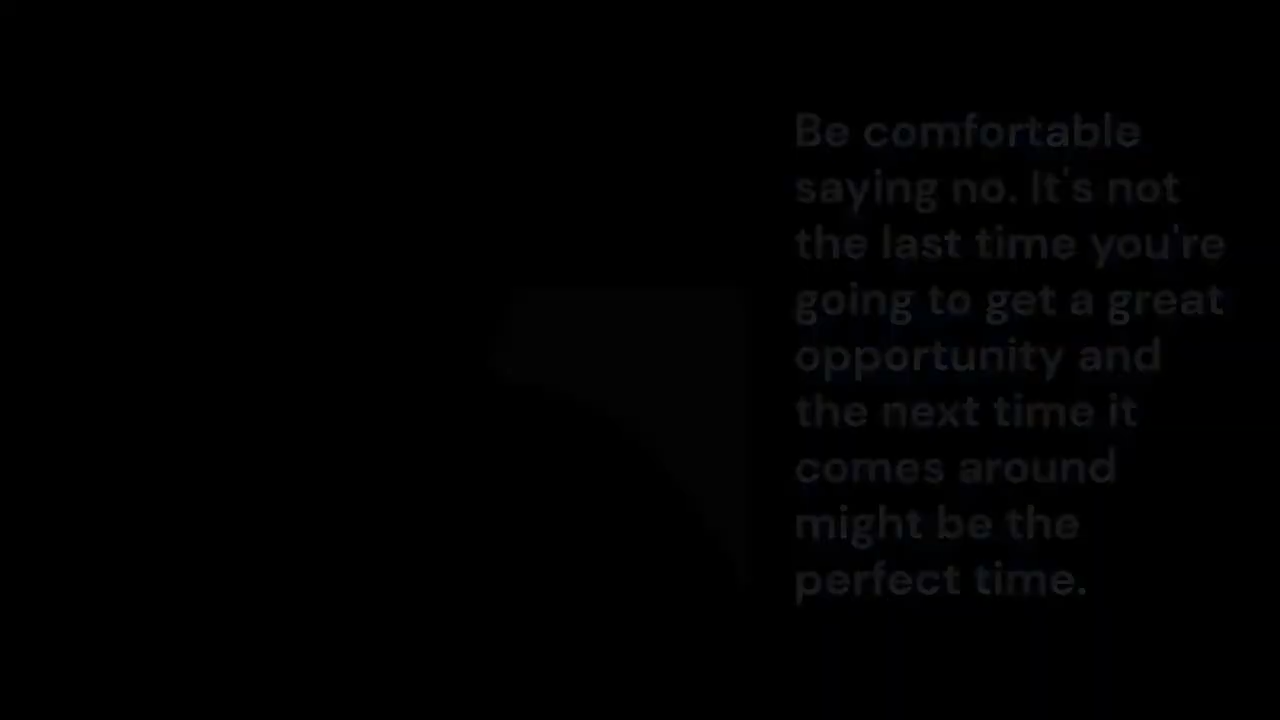 Be comfortable
saying no. It's not
the last time you're
going to get a great
opportunity and
the next time it
comes around
might be the
perfect time.